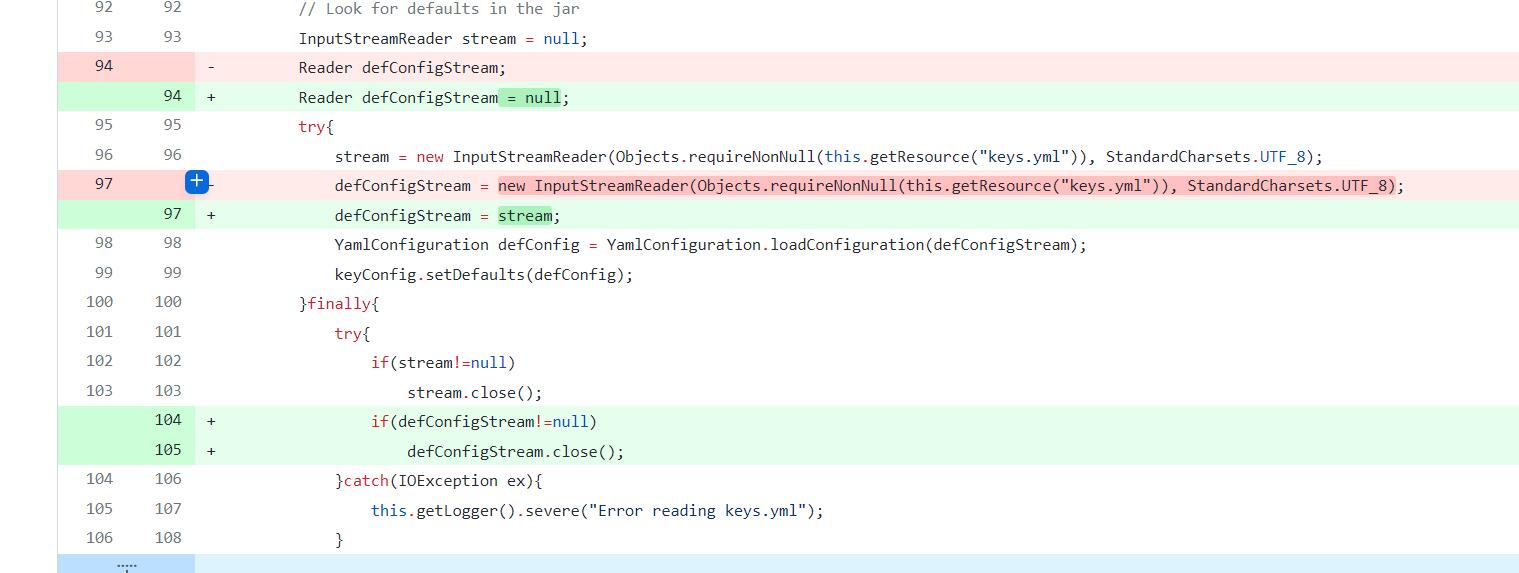 92 92 // Look for defaults in the jar
93 93 InputStreamReader stream = null;
94 - Reader defConfigStream;
94 + Reader defConfigStream = null;
95 95 try{
96 96 stream = new InputStreamReader(Objects.requireNonNull(this.getResource("keys.yml")), StandardCharsets.UTF_8);
97 - defConfigStream = new InputStreamReader(Objects.requireNonNull(this.getResource("keys.yml")), StandardCharsets.UTF_8);
97 + defConfigStream = stream;
98 98 YamlConfiguration defConfig = YamlConfiguration.loadConfiguration(defConfigStream);
99 99 keyConfig.setDefaults(defConfig);
100 100 }finally{
101 101 try{
102 102 if(stream!=null)
103 103 stream.close();
104 + if(defConfigStream!=null)
105 + defConfigStream.close();
104 106 }catch(IOException ex){
105 107 this.getLogger().severe("Error reading keys.yml");
106 108 }